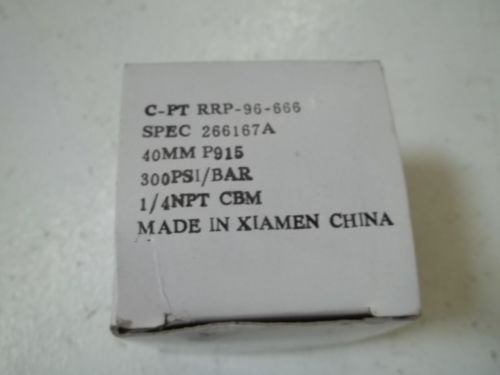 C-PT RRP-96-666
SPEC 266167A
40MM P915
300PSI/BAR
1/4NPT CBM
MADE IN XIAMEN CHINA